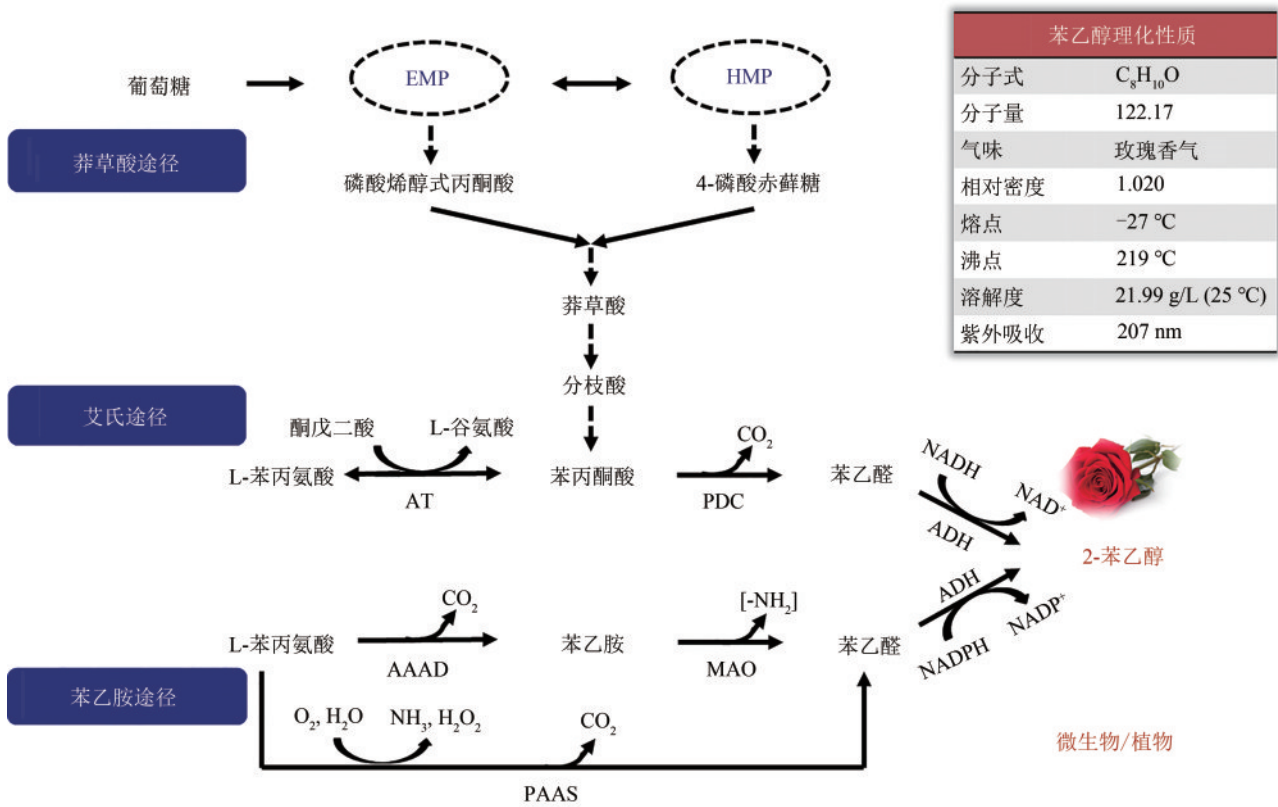 苯乙醇理化性质
分子式 C₈H₁₀O
分子量 122.17
气味 玫瑰香气
相对密度 1.020
熔点 −27 ℃
沸点 219 ℃
溶解度 21.99 g/L (25 ℃)
紫外吸收 207 nm
葡萄糖
EMP
HMP
莽草酸途径
磷酸烯醇式丙酮酸
4-磷酸赤藓糖
莽草酸
分枝酸
艾氏途径
酮戊二酸
L-谷氨酸
CO₂
L-苯丙氨酸
AT
苯丙酮酸
PDC
苯乙醛
NADH
NAD⁺
ADH
2-苯乙醇
CO₂
[-NH₂]
ADH
NADP⁺
NADPH
L-苯丙氨酸
AAAD
苯乙胺
MAO
苯乙醛
苯乙胺途径
O₂, H₂O
NH₃, H₂O₂
CO₂
PAAS
微生物/植物